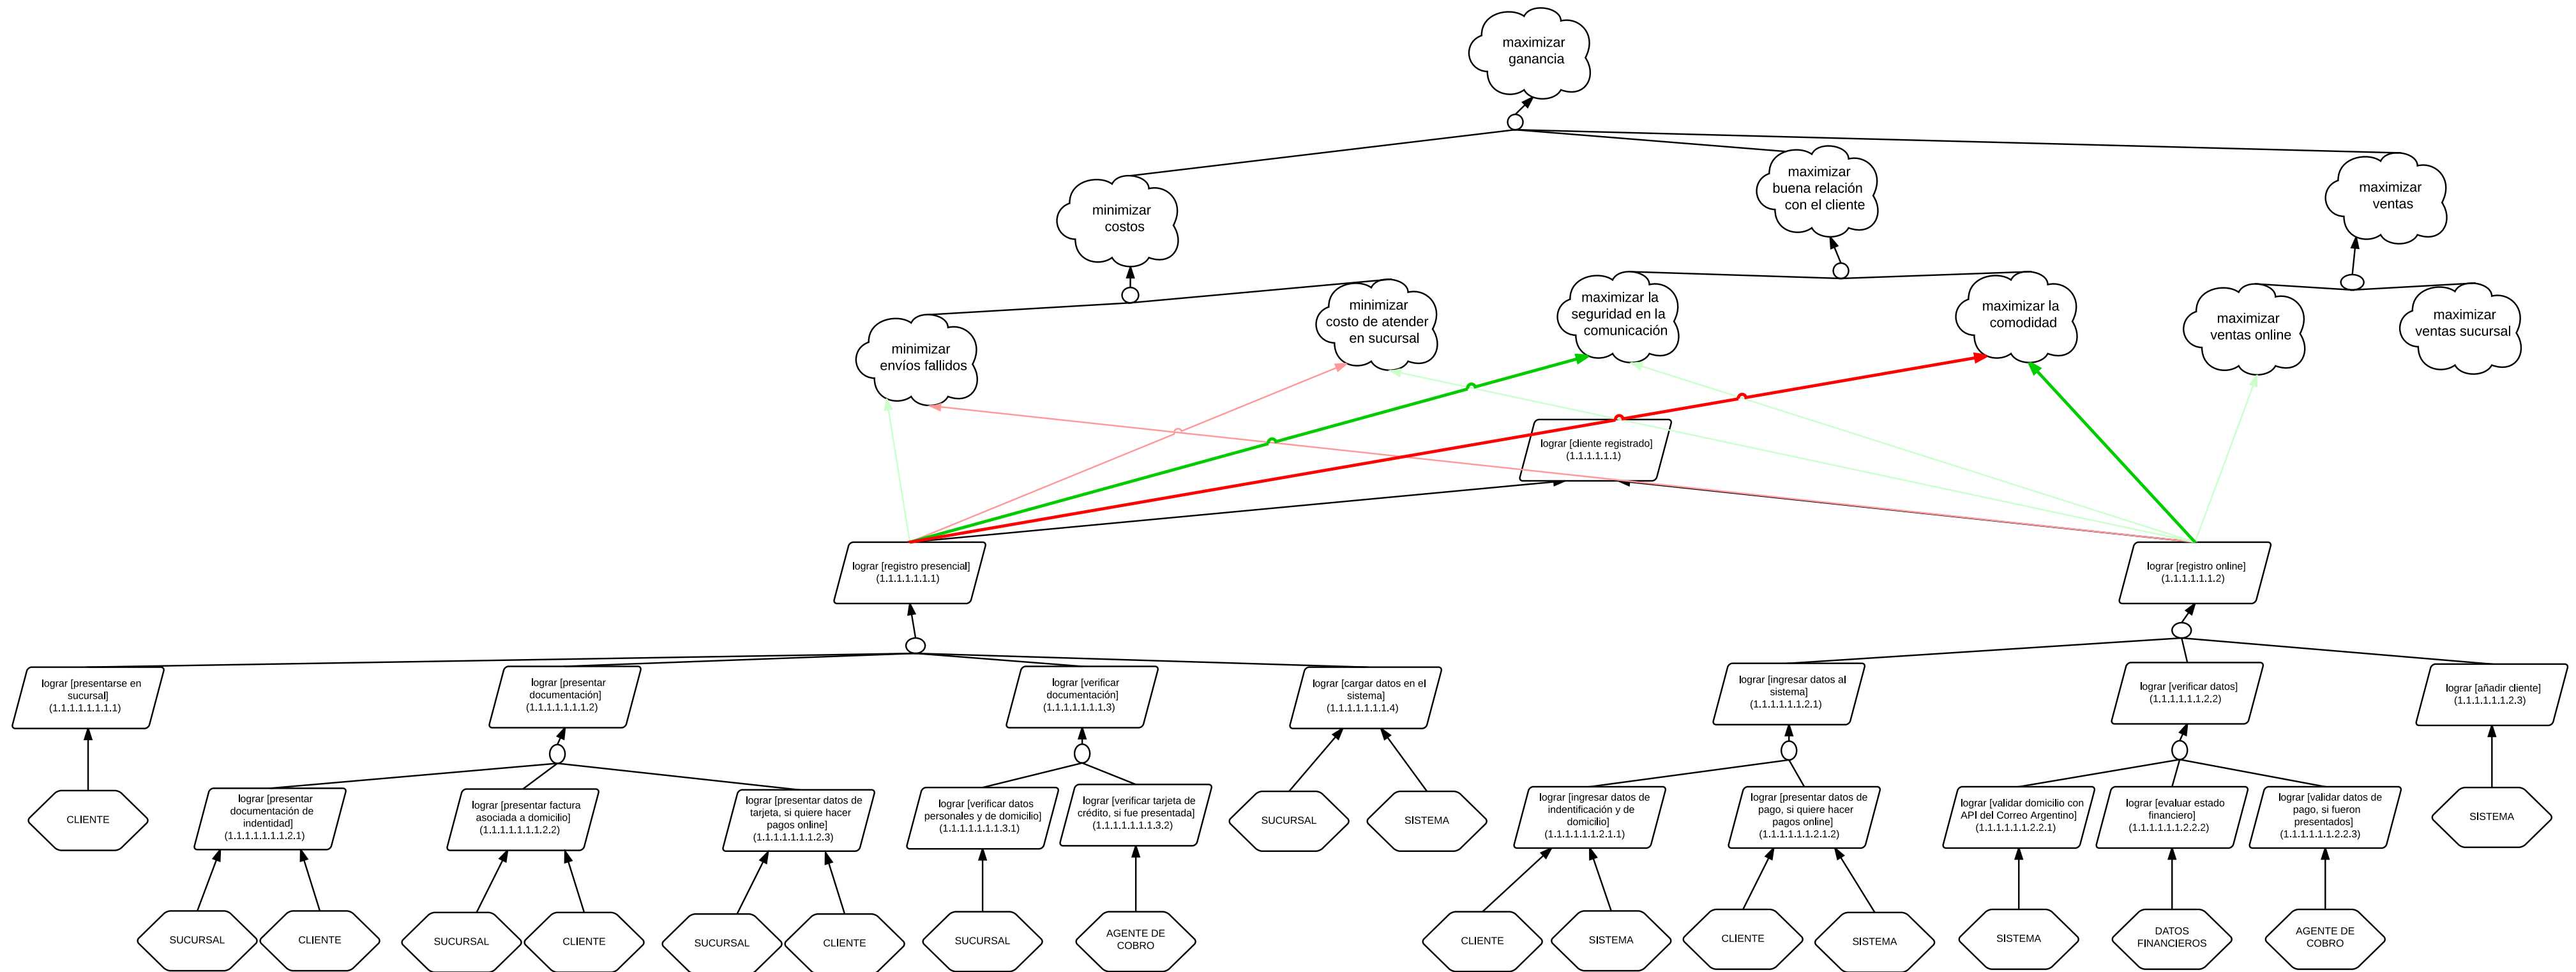 maximizar
ganancia
maximizar
buena relación
con el cliente
maximizar
ventas
minimizar
costos
maximizar la
seguridad en la
comunicación
maximizar la
comodidad
minimizar
costo de atender
en sucursal
maximizar
ventas online
maximizar
ventas sucursal
minimizar
envíos fallidos
lograr [cliente registrado]
(1.1.1.1.1.1)
lograr [registro presencial]
(1.1.1.1.1.1.1)
lograr [registro online]
(1.1.1.1.1.1.2)
lograr [presentarse en
sucursal]
(1.1.1.1.1.1.1.1)
lograr [presentar
documentación]
(1.1.1.1.1.1.1.2)
lograr [verificar
documentación]
(1.1.1.1.1.1.1.3)
lograr [cargar datos en el
sistema]
(1.1.1.1.1.1.1.4)
lograr [ingresar datos al
sistema]
(1.1.1.1.1.1.2.1)
lograr [verificar datos]
(1.1.1.1.1.1.2.2)
lograr [añadir cliente]
(1.1.1.1.1.1.2.3)
CLIENTE
lograr [presentar
documentación de
indentidad]
(1.1.1.1.1.1.1.2.1)
lograr [presentar factura
asociada a domicilio]
(1.1.1.1.1.1.1.2.2)
lograr [presentar datos de
tarjeta, si quiere hacer
pagos online]
(1.1.1.1.1.1.1.2.3)
lograr [verificar datos
personales y de domicilio]
(1.1.1.1.1.1.1.3.1)
lograr [verificar tarjeta de
crédito, si fue presentada]
(1.1.1.1.1.1.1.3.2)
SUCURSAL
SISTEMA
lograr [ingresar datos de
indentificación y de
domicilio]
(1.1.1.1.1.1.2.1.1)
lograr [presentar datos de
pago, si quiere hacer
pagos online]
(1.1.1.1.1.1.2.1.2)
lograr [validar domicilio con
API del Correo Argentino]
(1.1.1.1.1.1.2.2.1)
lograr [evaluar estado
financiero]
(1.1.1.1.1.1.2.2.2)
lograr [validar datos de
pago, si fueron
presentados]
(1.1.1.1.1.1.2.2.3)
SISTEMA
SUCURSAL
CLIENTE
SUCURSAL
CLIENTE
SUCURSAL
CLIENTE
SUCURSAL
AGENTE DE
COBRO
CLIENTE
SISTEMA
CLIENTE
SISTEMA
SISTEMA
DATOS
FINANCIEROS
AGENTE DE
COBRO